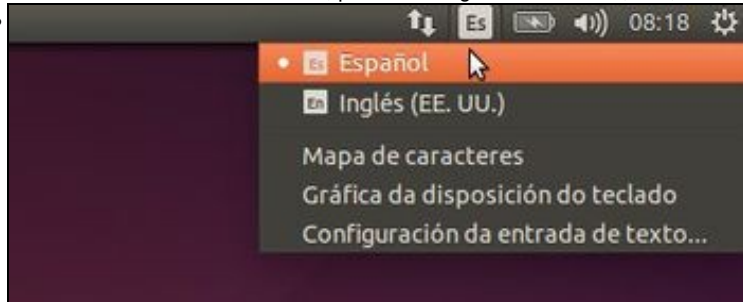 Es 08:18
Es Español
En Inglés (EE. UU.)
Mapa de caracteres
Gráfica da disposición do teclado
Configuración da entrada de texto...